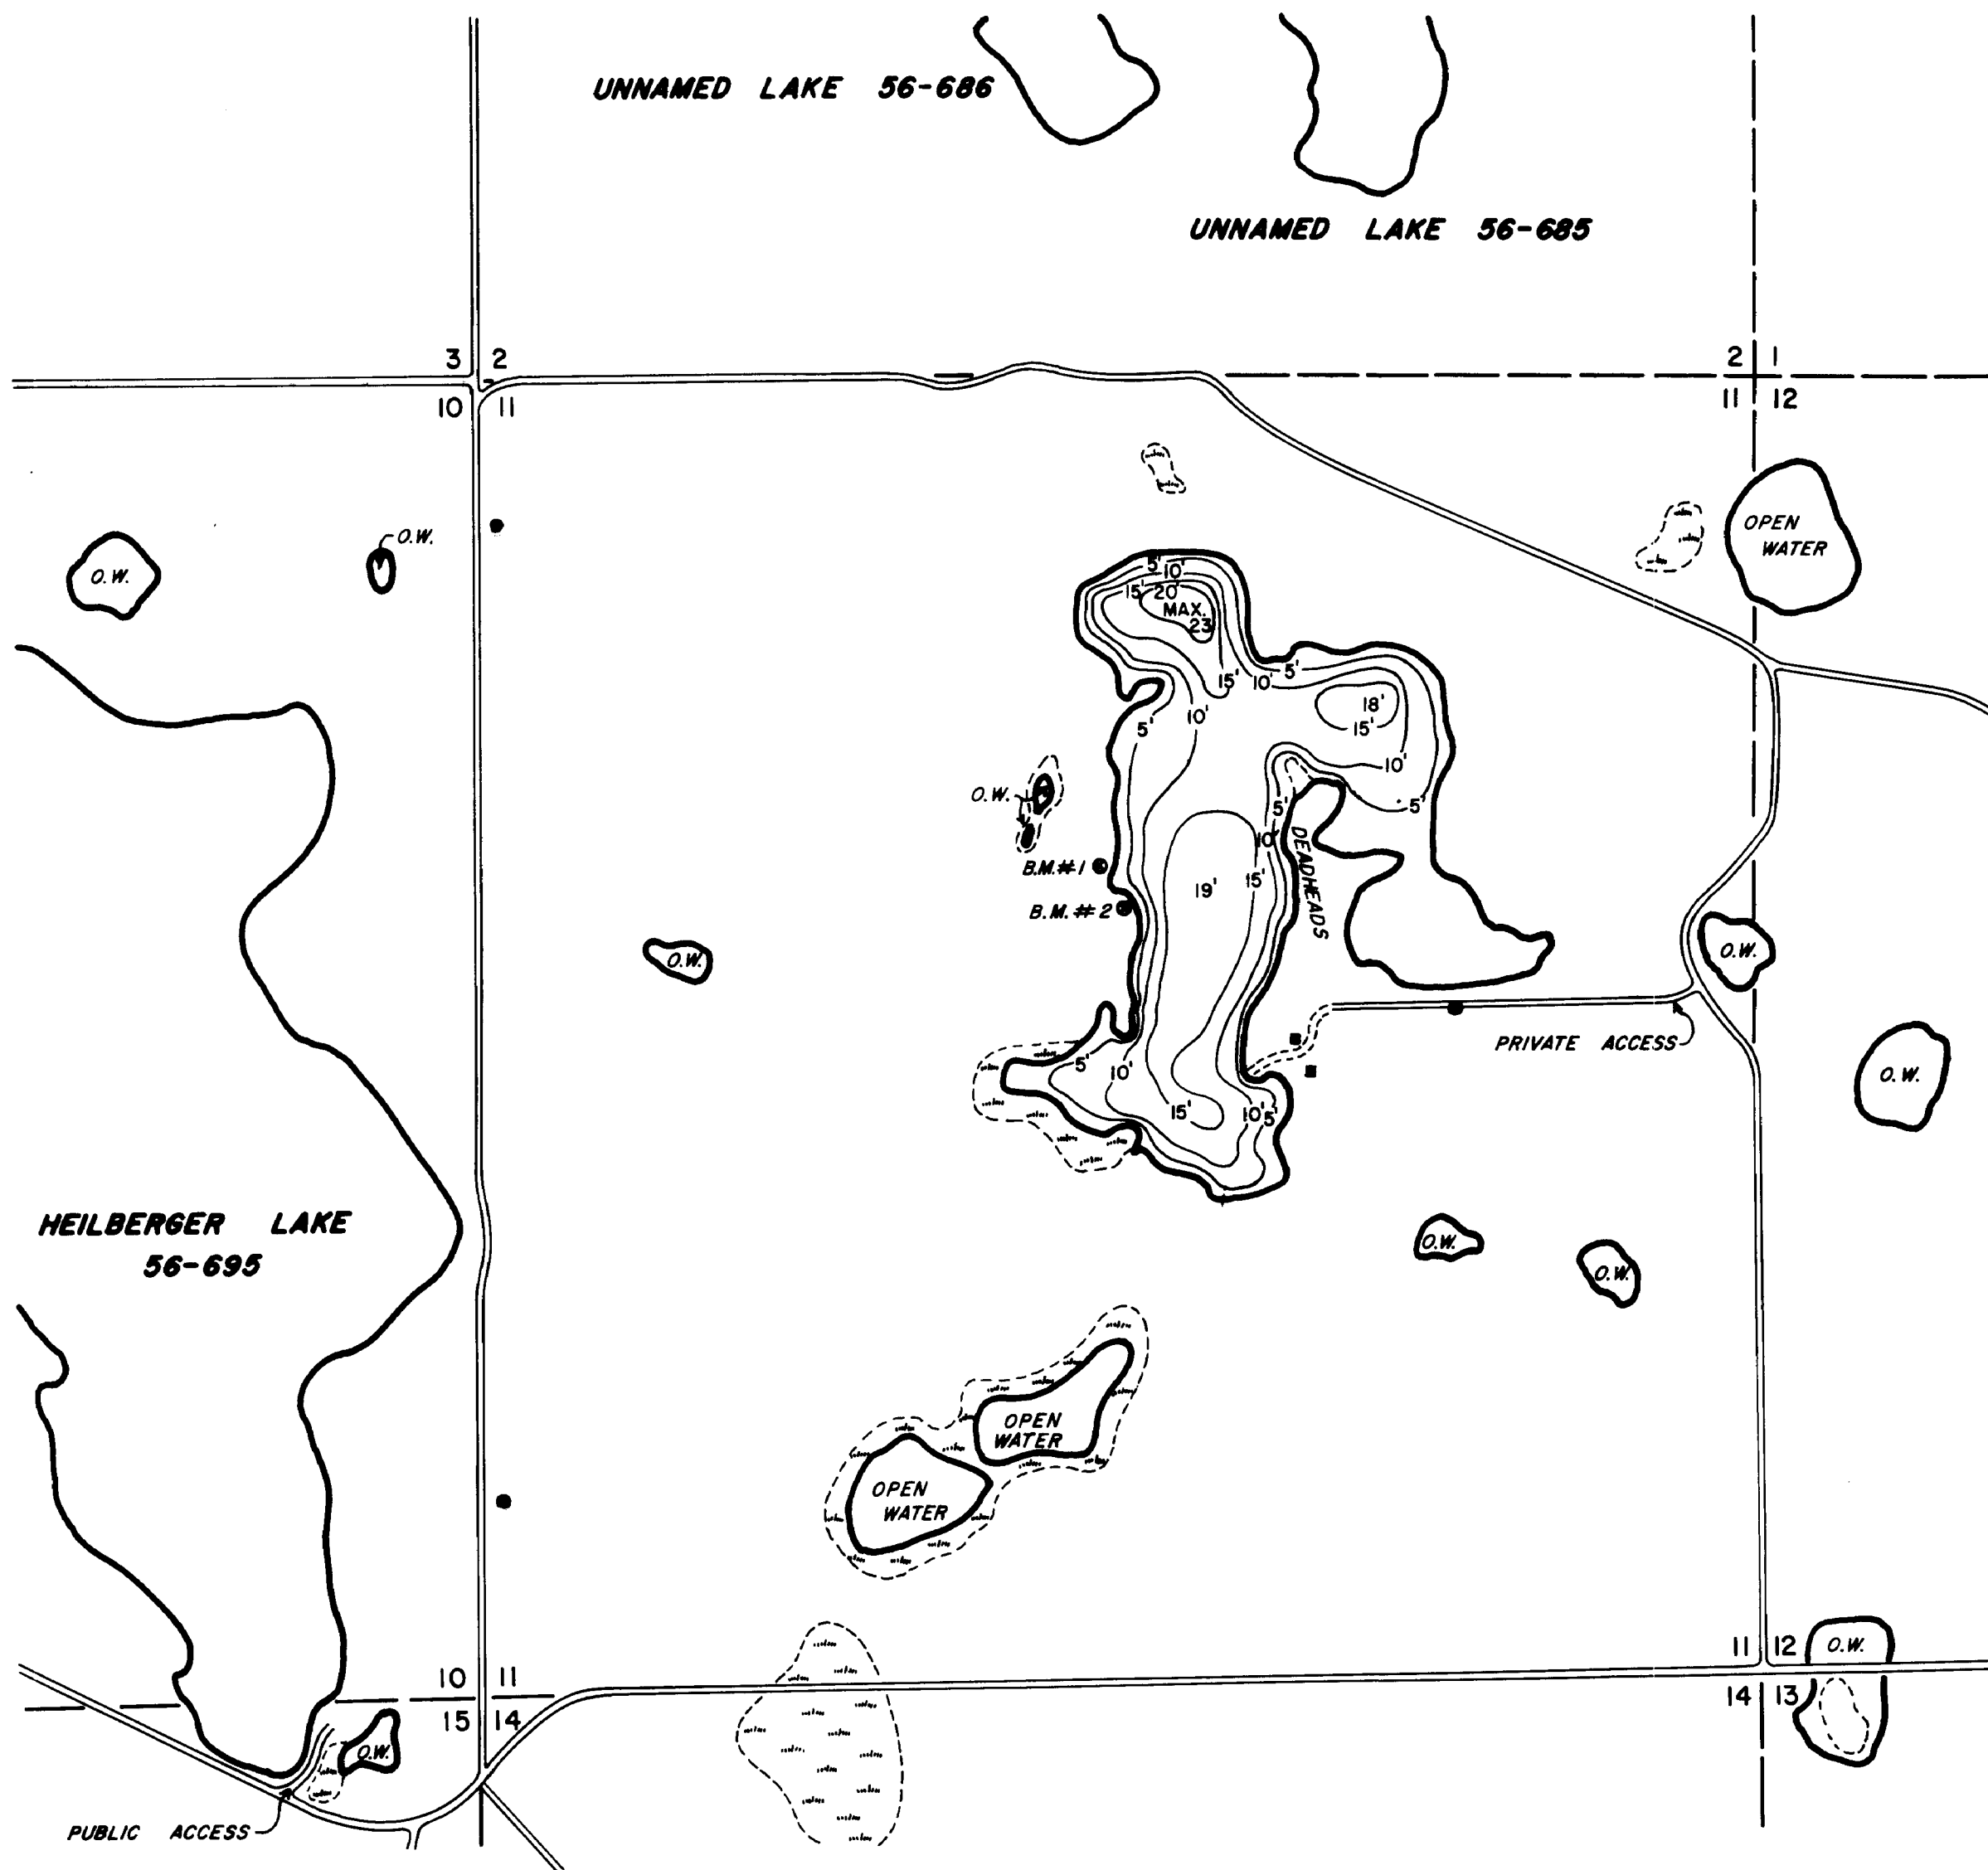 UNNAMED LAKE 56-686
UNNAMED LAKE 56-685
3 2
10 11
2 1
11 12
O.W.
O.W.
OPEN
WATER
5'
10'
15' 20'
MAX.
23
15'
10'
5'
18'
15'
10'
5'
5'
10'
O.W.
5'
10'
15'
19'
DEADHEADS
B.M.#1
B.M.#2
O.W.
O.W.
PRIVATE ACCESS
O.W.
5'
10'
15'
10' 5'
HEILBERGER LAKE
56-695
O.W.
O.W.
OPEN
WATER
OPEN
WATER
10 11
15 14
11 12
14 13
O.W.
O.W.
PUBLIC ACCESS